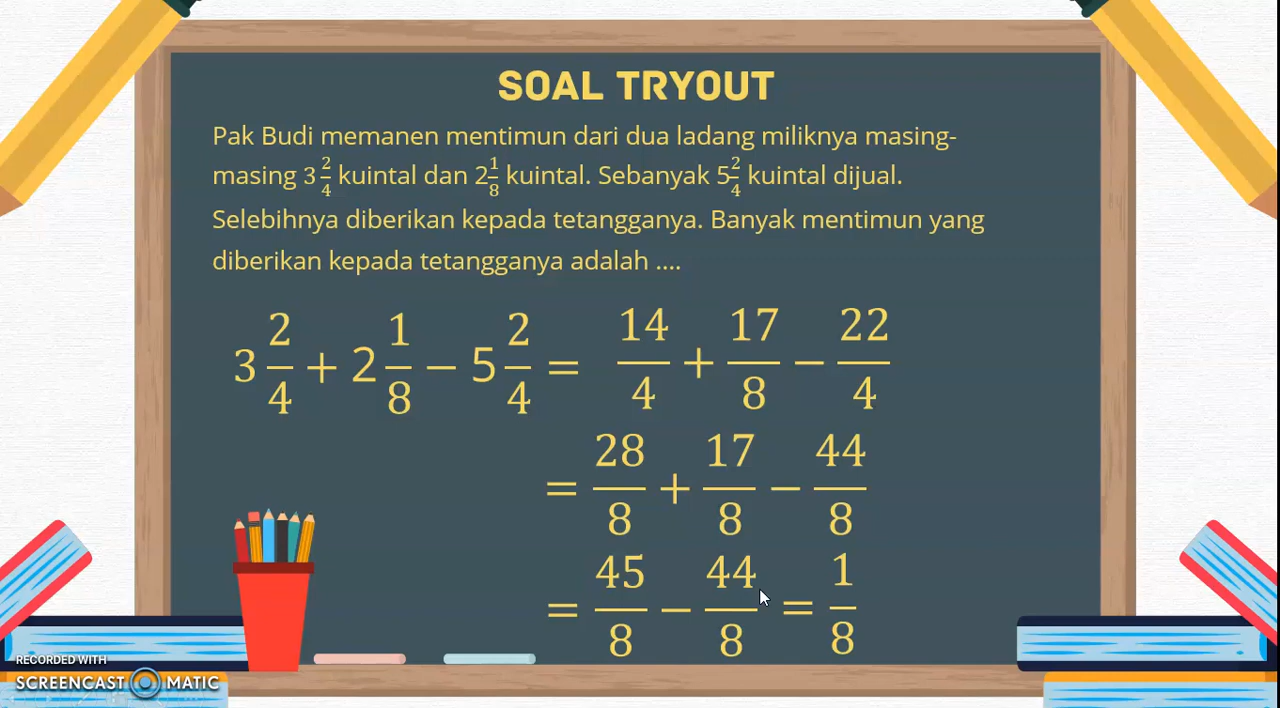 SOAL TRYOUT
Pak Budi memanen mentimun dari dua ladang miliknya masing-
masing 3 2/4 kuintal dan 2 1/8 kuintal. Sebanyak 5 2/4 kuintal dijual.
Selebihnya diberikan kepada tetangganya. Banyak mentimun yang
diberikan kepada tetangganya adalah ....
3 2/4 + 2 1/8 − 5 2/4 = 14/4 + 17/8 − 22/4
= 28/8 + 17/8 − 44/8
= 45/8 − 44/8 = 1/8
RECORDED WITH
SCREENCAST MATIC